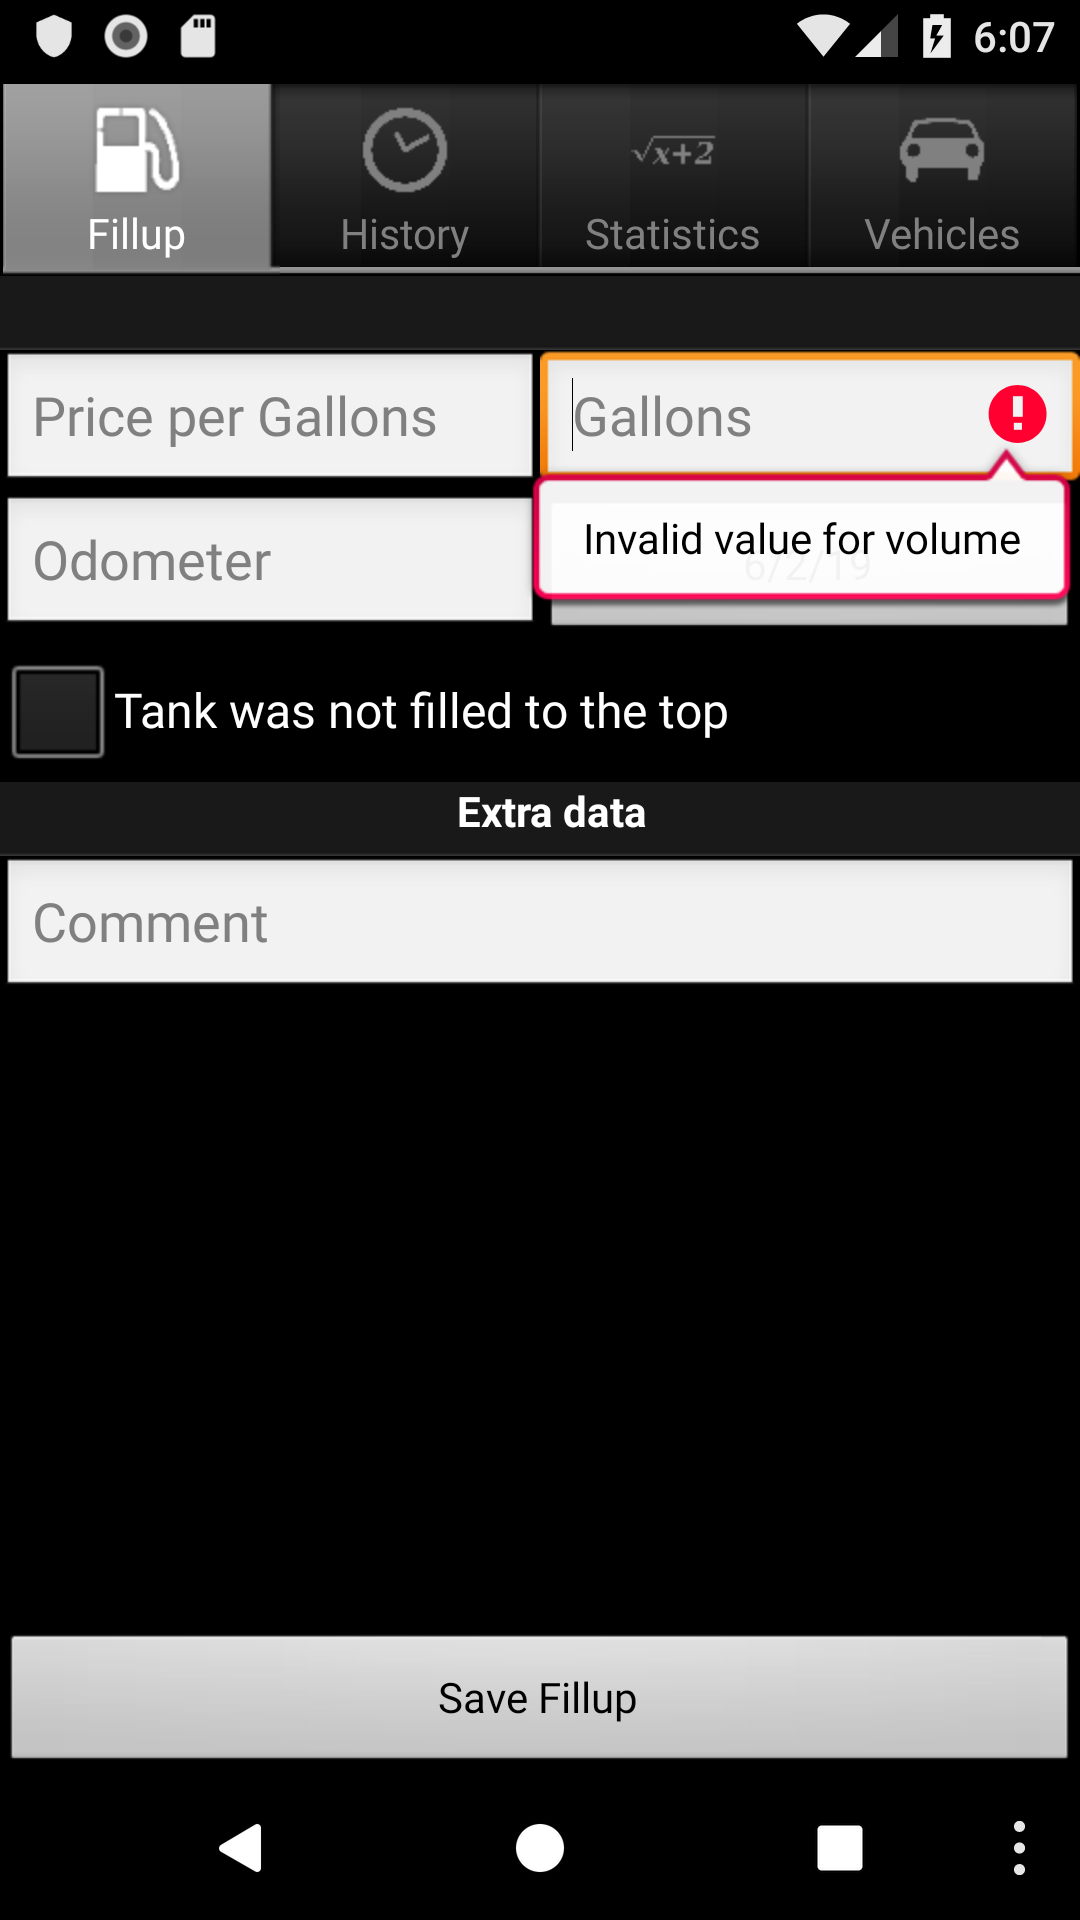 6:07
Fillup
History
√x+2
Statistics
Vehicles
Price per Gallons
Gallons
Invalid value for volume
Odometer
6/2/19
Tank was not filled to the top
Extra data
Comment
Save Fillup